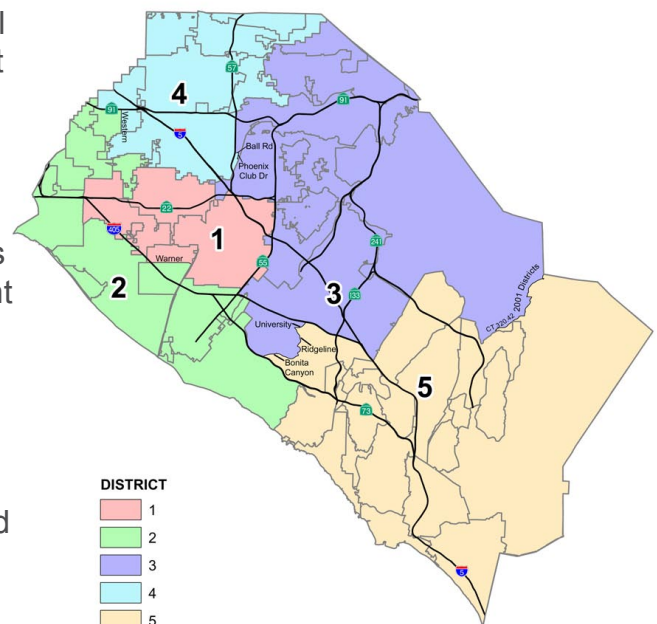 57
4
91
91
Western
5
Ball Rd
Phoenix
Club Dr
22
405
1
241
Warner
55
2
3
133
CT 320.42
2001 Districts
University
Ridgeline
Bonita
Canyon
5
73
DISTRICT
1
2
3
4
5
5